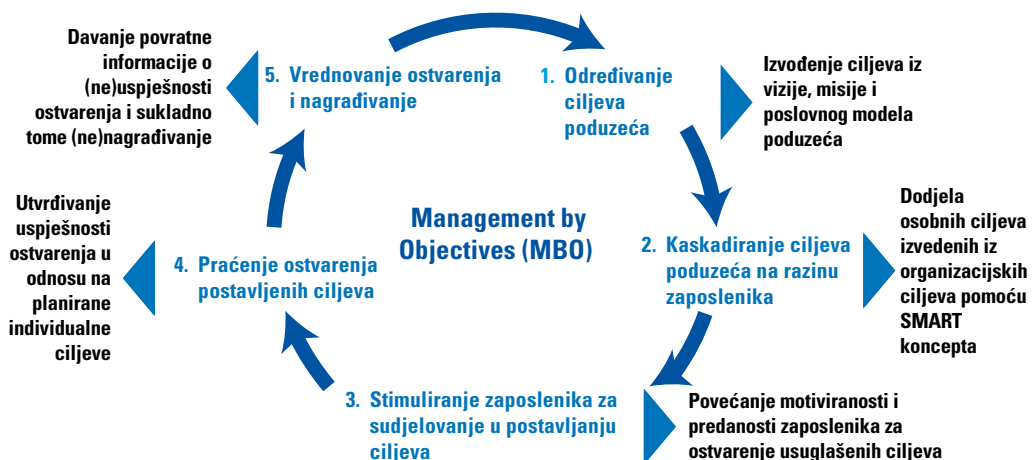 Management by
Objectives (MBO)
1. Određivanje
ciljeva
poduzeća
Izvođenje ciljeva iz
vizije, misije i
poslovnog modela
poduzeća
2. Kaskadiranje ciljeva
poduzeća na razinu
zaposlenika
Dodjela
osobnih ciljeva
izvedenih iz
organizacijskih
ciljeva pomoću
SMART
koncepta
3. Stimuliranje zaposlenika za
sudjelovanje u postavljanju
ciljeva
Povećanje motiviranosti i
predanosti zaposlenika za
ostvarenje usuglašenih ciljeva
4. Praćenje ostvarenja
postavljenih ciljeva
Utvrđivanje
uspješnosti
ostvarenja u
odnosu na
planirane
individualne
ciljeve
5. Vrednovanje ostvarenja
i nagrađivanje
Davanje povratne
informacije o
(ne)uspješnosti
ostvarenja i sukladno
tome (ne)nagrađivanje